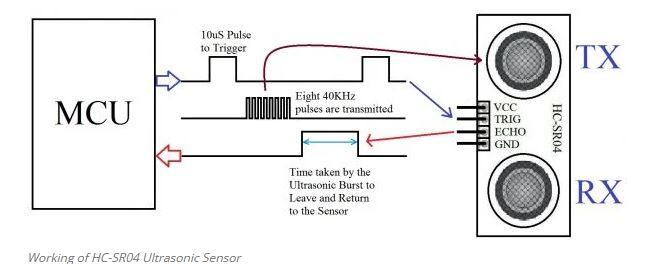 10uS Pulse
to Trigger
TX
MCU
Eight 40KHz
pulses are transmitted
VCC
TRIG
ECHO
GND
HC-SR04
Time taken by the
Ultrasonic Burst to
Leave and Return
to the Sensor
RX
Working of HC-SR04 Ultrasonic Sensor